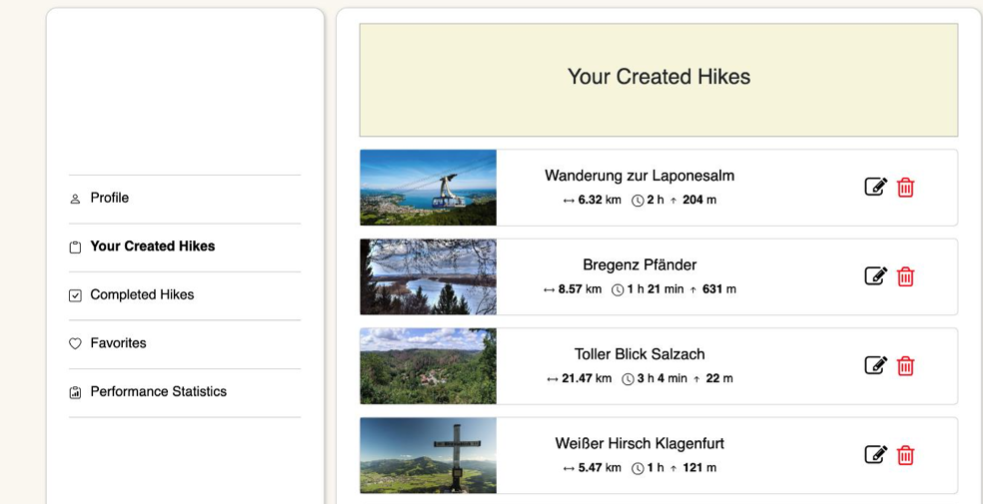 Profile
Your Created Hikes
Completed Hikes
Favorites
Performance Statistics
Your Created Hikes
Wanderung zur Laponesalm
↔ 6.32 km 2 h ↑ 204 m
Bregenz Pfänder
↔ 8.57 km 1 h 21 min ↑ 631 m
Toller Blick Salzach
↔ 21.47 km 3 h 4 min ↑ 22 m
Weißer Hirsch Klagenfurt
↔ 5.47 km 1 h ↑ 121 m